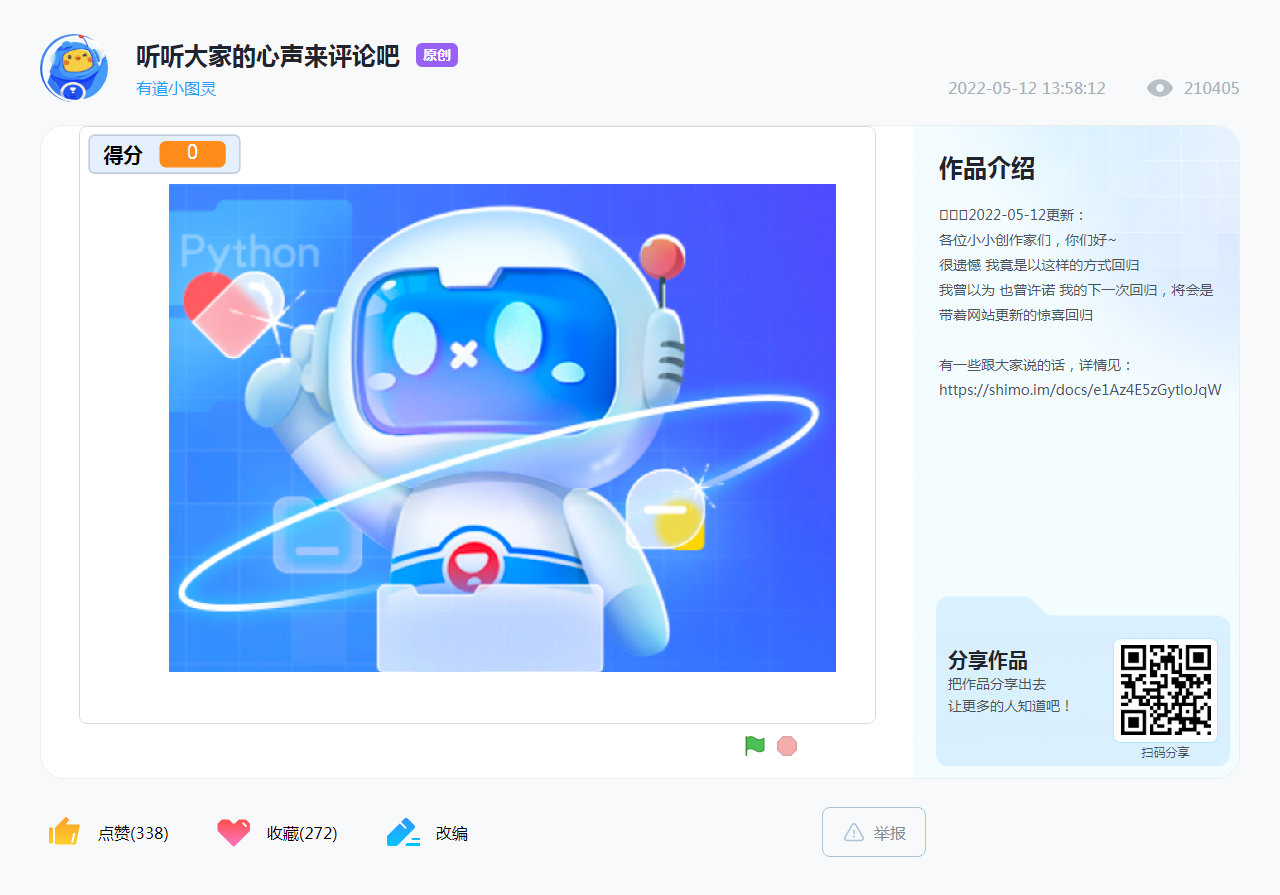 听听大家的心声来评论吧 原创
有道小图灵
2022-05-12 13:58:12 210405
得分 0
Python
作品介绍
2022-05-12更新：
各位小小创作家们，你们好~
很遗憾 我竟是以这样的方式回归
我曾以为 也曾许诺 我的下一次回归，将会是
带着网站更新的惊喜回归
有一些跟大家说的话，详情见：
https://shimo.im/docs/e1Az4E5zGytIoJqW
分享作品
把作品分享出去
让更多的人知道吧！
扫码分享
点赞(338) 收藏(272) 改编 举报